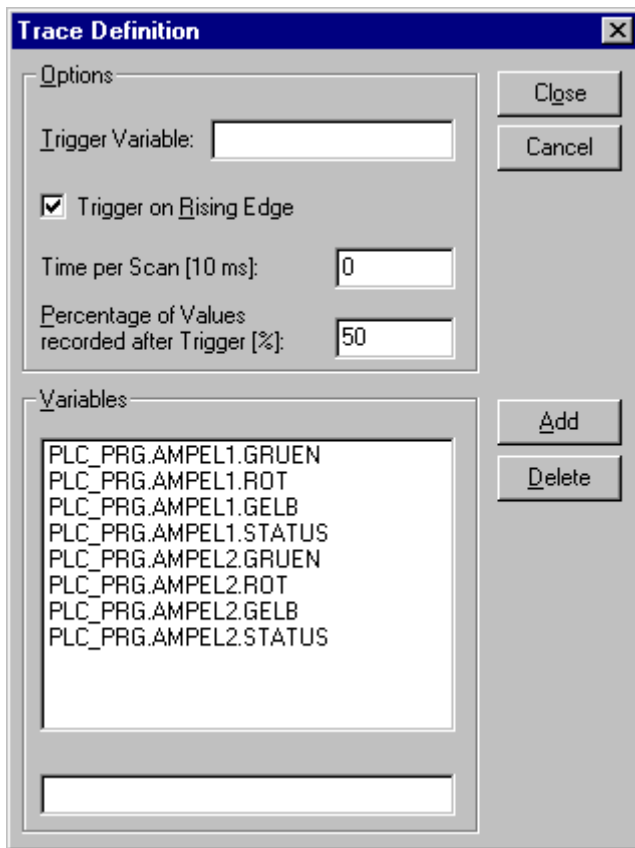 Trace Definition
Options
Close
Trigger Variable:
Cancel
Trigger on Rising Edge
Time per Scan [10 ms]: 0
Percentage of Values
recorded after Trigger [%]: 50
Variables
Add
PLC_PRG.AMPEL1.GRUEN
PLC_PRG.AMPEL1.ROT
Delete
PLC_PRG.AMPEL1.GELB
PLC_PRG.AMPEL1.STATUS
PLC_PRG.AMPEL2.GRUEN
PLC_PRG.AMPEL2.ROT
PLC_PRG.AMPEL2.GELB
PLC_PRG.AMPEL2.STATUS